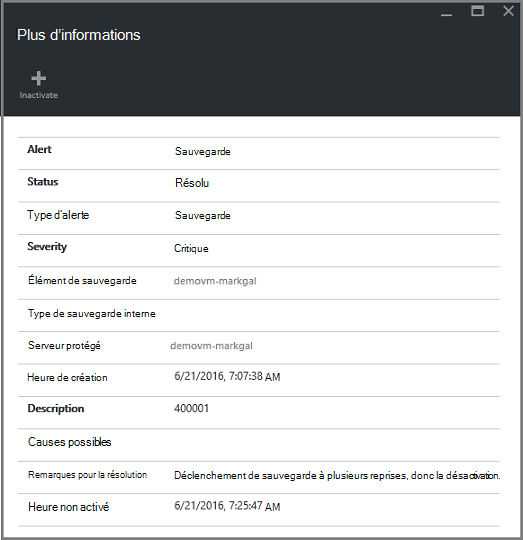 Plus d'informations
Inactivate
Alert Sauvegarde
Status Résolu
Type d'alerte Sauvegarde
Severity Critique
Élément de sauvegarde demovm-markgal
Type de sauvegarde interne
Serveur protégé demovm-markgal
Heure de création 6/21/2016, 7:07:38 AM
Description 400001
Causes possibles
Remarques pour la résolution Déclenchement de sauvegarde à plusieurs reprises, donc la désactivation.
Heure non activé 6/21/2016, 7:25:47 AM